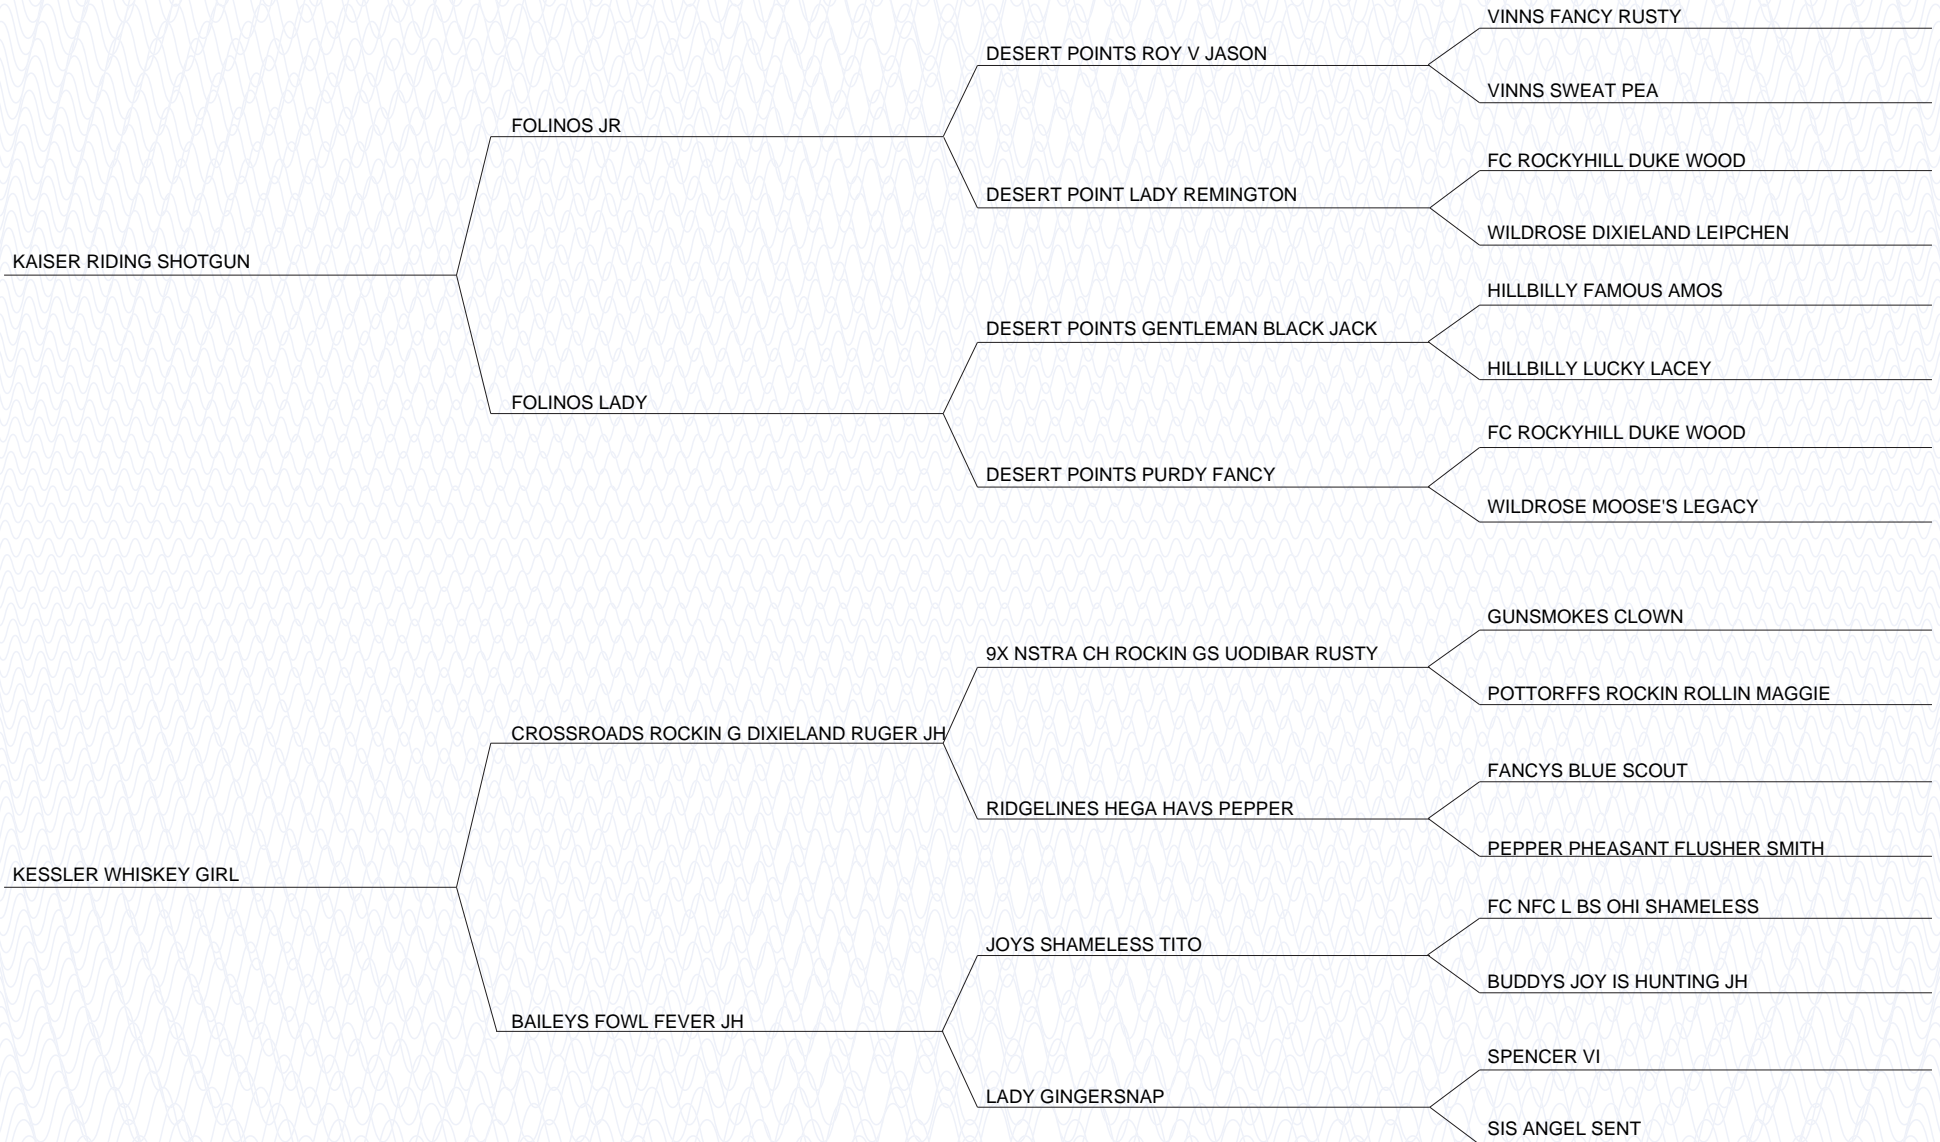 VINNS FANCY RUSTY
DESERT POINTS ROY V JASON
VINNS SWEAT PEA
FOLINOS JR
FC ROCKYHILL DUKE WOOD
DESERT POINT LADY REMINGTON
WILDROSE DIXIELAND LEIPCHEN
KAISER RIDING SHOTGUN
HILLBILLY FAMOUS AMOS
DESERT POINTS GENTLEMAN BLACK JACK
HILLBILLY LUCKY LACEY
FOLINOS LADY
FC ROCKYHILL DUKE WOOD
DESERT POINTS PURDY FANCY
WILDROSE MOOSE'S LEGACY
GUNSMOKES CLOWN
9X NSTRA CH ROCKIN GS UODIBAR RUSTY
POTTORFFS ROCKIN ROLLIN MAGGIE
CROSSROADS ROCKIN G DIXIELAND RUGER JH
FANCYS BLUE SCOUT
RIDGELINES HEGA HAVS PEPPER
PEPPER PHEASANT FLUSHER SMITH
KESSLER WHISKEY GIRL
FC NFC L BS OHI SHAMELESS
JOYS SHAMELESS TITO
BUDDYS JOY IS HUNTING JH
BAILEYS FOWL FEVER JH
SPENCER VI
LADY GINGERSNAP
SIS ANGEL SENT